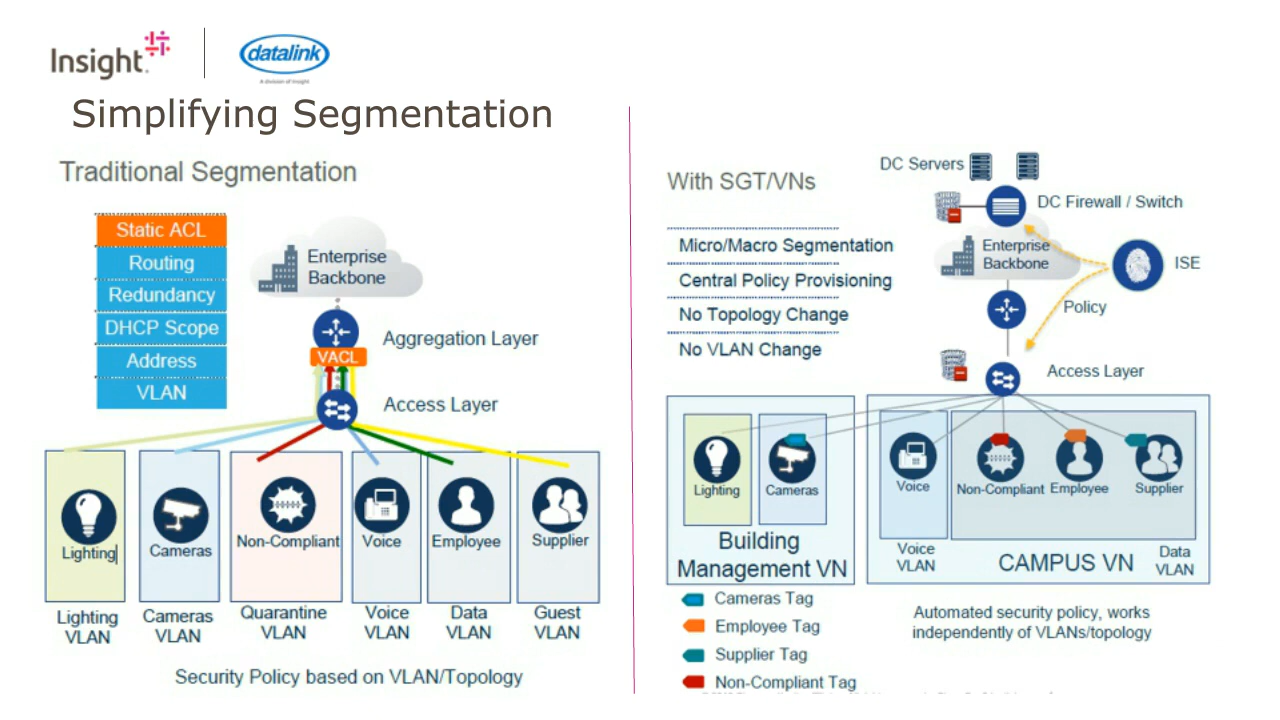 Insight.
datalink
A division of Insight
Simplifying Segmentation
Traditional Segmentation
Static ACL
Routing
Redundancy
DHCP Scope
Address
VLAN
Enterprise
Backbone
Aggregation Layer
VACL
Access Layer
Lighting
Cameras
Non-Compliant
Voice
Employee
Supplier
Lighting
VLAN
Cameras
VLAN
Quarantine
VLAN
Voice
VLAN
Data
VLAN
Guest
VLAN
Security Policy based on VLAN/Topology
With SGT/VNs
Micro/Macro Segmentation
Central Policy Provisioning
No Topology Change
No VLAN Change
DC Servers
DC Firewall / Switch
Enterprise
Backbone
ISE
Policy
Access Layer
Lighting
Cameras
Building
Management VN
Voice
Non-Compliant
Employee
Supplier
Voice
VLAN
CAMPUS VN
Data
VLAN
Cameras Tag
Employee Tag
Supplier Tag
Non-Compliant Tag
Automated security policy, works
independently of VLANs/topology